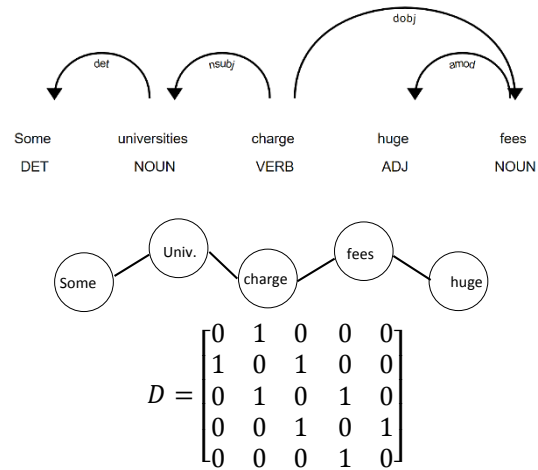 dobj
det nsubj amod
Some universities charge huge fees
DET NOUN VERB ADJ NOUN
Some Univ. charge fees huge
0 1 0 0 0
1 0 1 0 0
D = 0 1 0 1 0
0 0 1 0 1
0 0 0 1 0